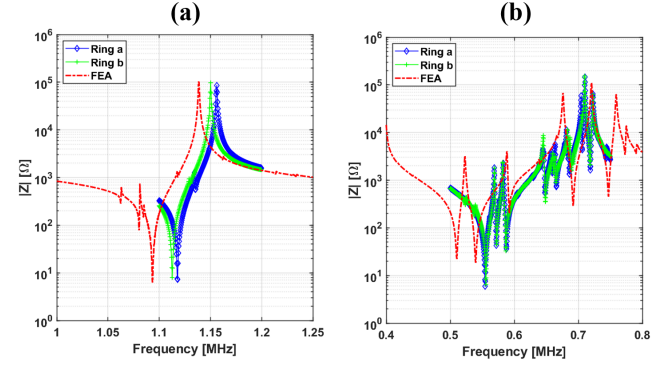 (a)
10^6
10^5
10^4
10^3
10^2
10^1
10^0
|Z| [Ω]
Ring a
Ring b
FEA
1 1.05 1.1 1.15 1.2 1.25
Frequency [MHz]
(b)
10^6
10^5
10^4
10^3
10^2
10^1
10^0
|Z| [Ω]
Ring a
Ring b
FEA
0.4 0.5 0.6 0.7 0.8
Frequency [MHz]